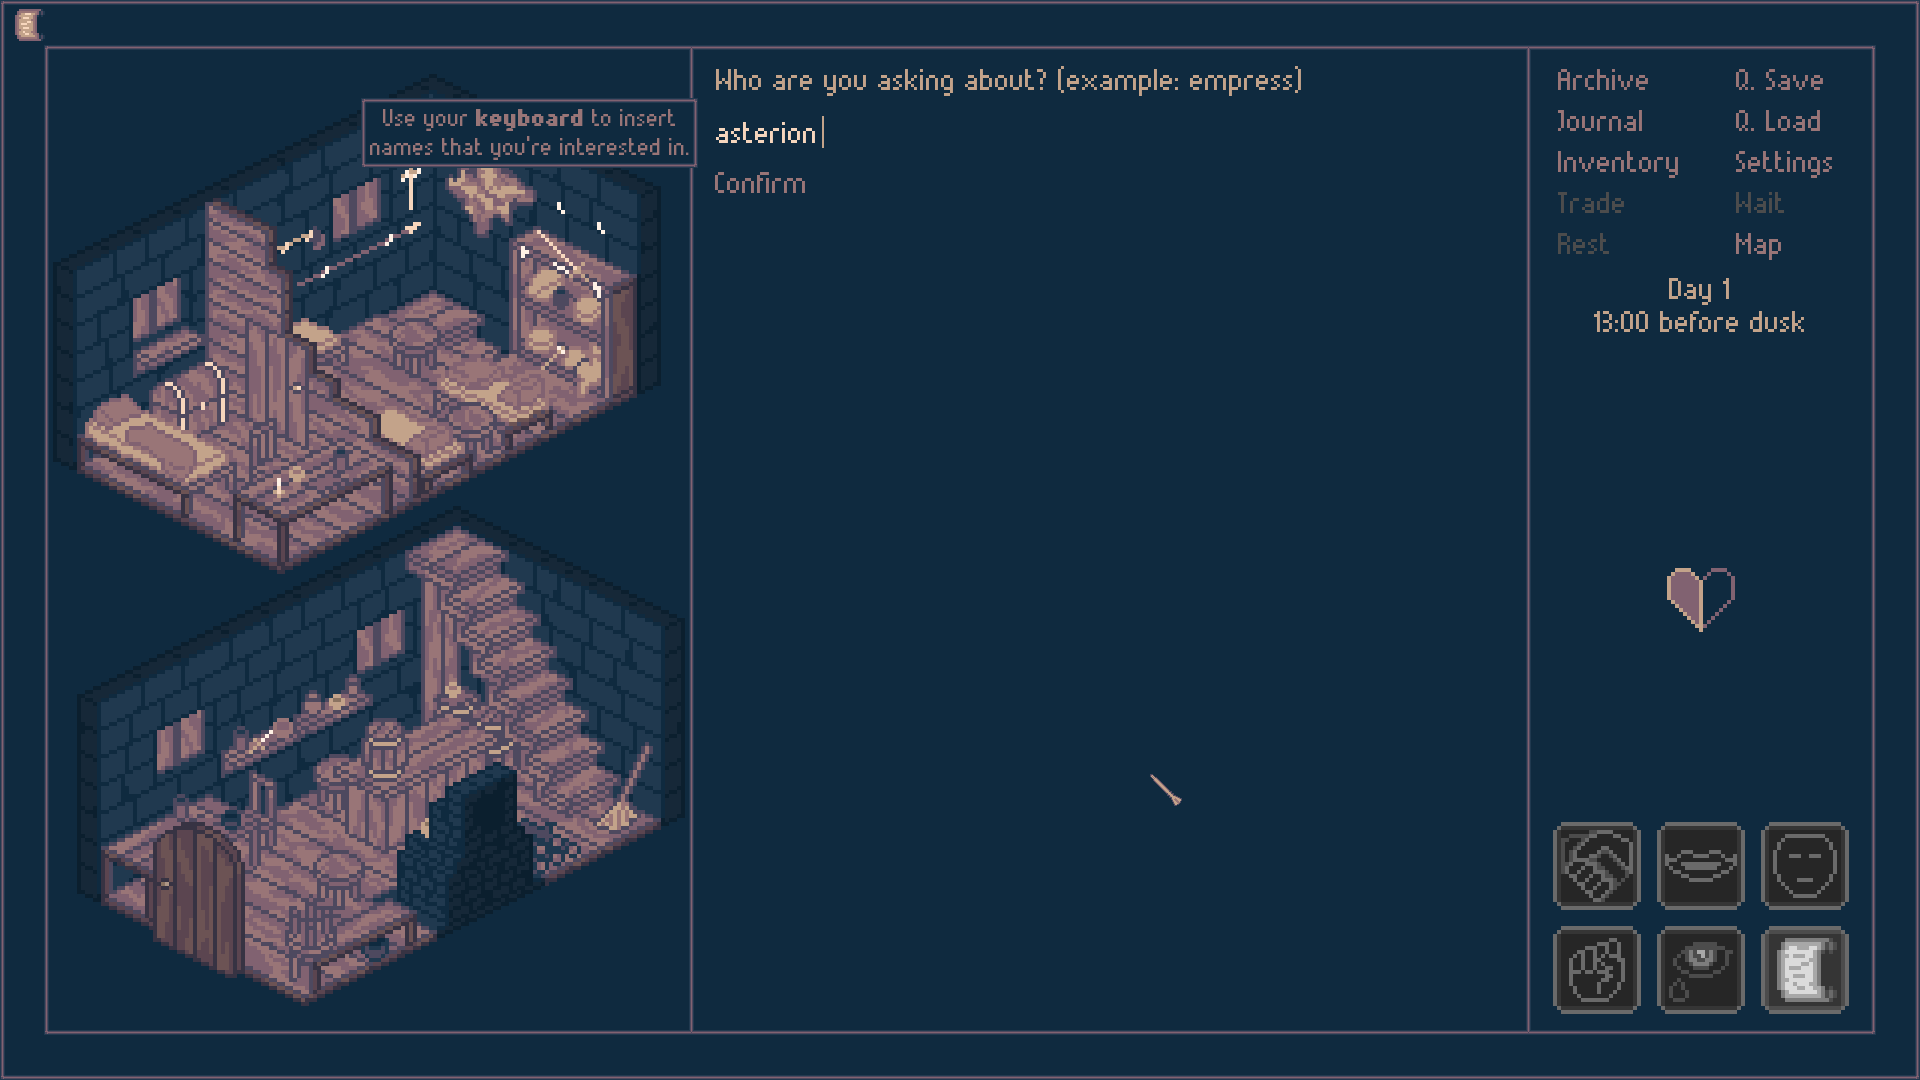 Use your keyboard to insert
names that you're interested in.
Who are you asking about? (example: empress)
asterion
Confirm
Archive
Q. Save
Journal
Q. Load
Inventory
Settings
Trade
Wait
Rest
Map
Day 1
13:00 before dusk